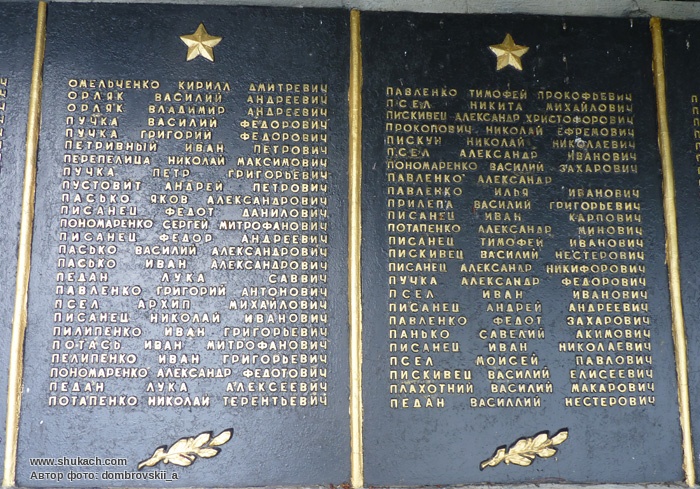 ОМЕЛЬЧЕНКО КИРИЛЛ ДМИТРЕВИЧ
ОРЛЯК ВАСИЛИЙ АНДРЕЕВИЧ
ОРЛЯК ВЛАДИМИР АНДРЕЕВИЧ
ПУЧКА ВАСИЛИЙ ФЕДОРОВИЧ
ПУЧКА ГРИГОРИЙ ФЕДОРОВИЧ
ПЕТРИВНЫЙ ИВАН ПЕТРОВИЧ
ПЕРЕПЕЛИЦА НИКОЛАЙ МАКСИМОВИЧ
ПУЧКА ПЕТР ГРИГОРЬЕВИЧ
ПУСТОВИТ АНДРЕЙ ПЕТРОВИЧ
ПАСЬКО ЯКОВ АЛЕКСАНДРОВИЧ
ПИСАНЕЦ ФЕДОТ ДАНИЛОВИЧ
ПОНОМАРЕНКО СЕРГЕЙ МИТРОФАНОВИЧ
ПИСАНЕЦ ФЕДОР АНДРЕЕВИЧ
ПАСЬКО ВАСИЛИЙ АЛЕКСАНДРОВИЧ
ПАСЬКО ИВАН АЛЕКСАНДРОВИЧ
ПЕДАН ЛУКА САВВИЧ
ПАВЛЕНКО ГРИГОРИЙ АНТОНОВИЧ
ПСЕЛ АРХИП МИХАЙЛОВИЧ
ПИСАНЕЦ НИКОЛАЙ ИВАНОВИЧ
ПИЛИПЕНКО ИВАН ГРИГОРЬЕВИЧ
ПОТАСЬ ИВАН МИТРОФАНОВИЧ
ПЕЛИПЕНКО ИВАН ГРИГОРЬЕВИЧ
ПОНОМАРЕНКО АЛЕКСАНДР ФЕДОТОВИЧ
ПЕДАН ЛУКА АЛЕКСЕЕВИЧ
ПОТАПЕНКО НИКОЛАЙ ТЕРЕНТЬЕВИЧ
ПАВЛЕНКО ТИМОФЕЙ ПРОКОФЬЕВИЧ
ПСЕЛ НИКИТА МИХАЙЛОВИЧ
ПИСКИВЕЦ АЛЕКСАНДР ХРИСТОФОРОВИЧ
ПРОКОПОВИЧ НИКОЛАЙ ЕФРЕМОВИЧ
ПИСКУН НИКОЛАЙ НИКОЛАЕВИЧ
ПСЕЛ АЛЕКСАНДР ИВАНОВИЧ
ПОНОМАРЕНКО ВАСИЛИЙ ЗАХАРОВИЧ
ПАВЛЕНКО АЛЕКСАНДР
ПАВЛЕНКО ИЛЬЯ ИВАНОВИЧ
ПРИЛЕПА ВАСИЛИЙ ГРИГОРЬЕВИЧ
ПИСАНЕЦ ИВАН КАРПОВИЧ
ПОТАПЕНКО АЛЕКСАНДР МИНОВИЧ
ПИСАНЕЦ ТИМОФЕЙ ИВАНОВИЧ
ПИСКИВЕЦ ВАСИЛИЙ НЕСТЕРОВИЧ
ПИСАНЕЦ АЛЕКСАНДР НИКИФОРОВИЧ
ПУЧКА АЛЕКСАНДР ФЕДОРОВИЧ
ПСЕЛ ИВАН ИВАНОВИЧ
ПИСАНЕЦ АНДРЕЙ АНДРЕЕВИЧ
ПАВЛЕНКО ФЕДОТ ЗАХАРОВИЧ
ПАНЬКО САВЕЛИЙ АКИМОВИЧ
ПИСАНЕЦ ИВАН НИКОЛАЕВИЧ
ПСЕЛ МОИСЕЙ ПАВЛОВИЧ
ПИСКИВЕЦ ВАСИЛИЙ ЕЛИСЕЕВИЧ
ПЛАХОТНИЙ ВАСИЛИЙ МАКАРОВИЧ
ПЕДАН ВАСИЛЛИЙ НЕСТЕРОВИЧ
www.shukach.com
Автор фото: dombrovskii_a